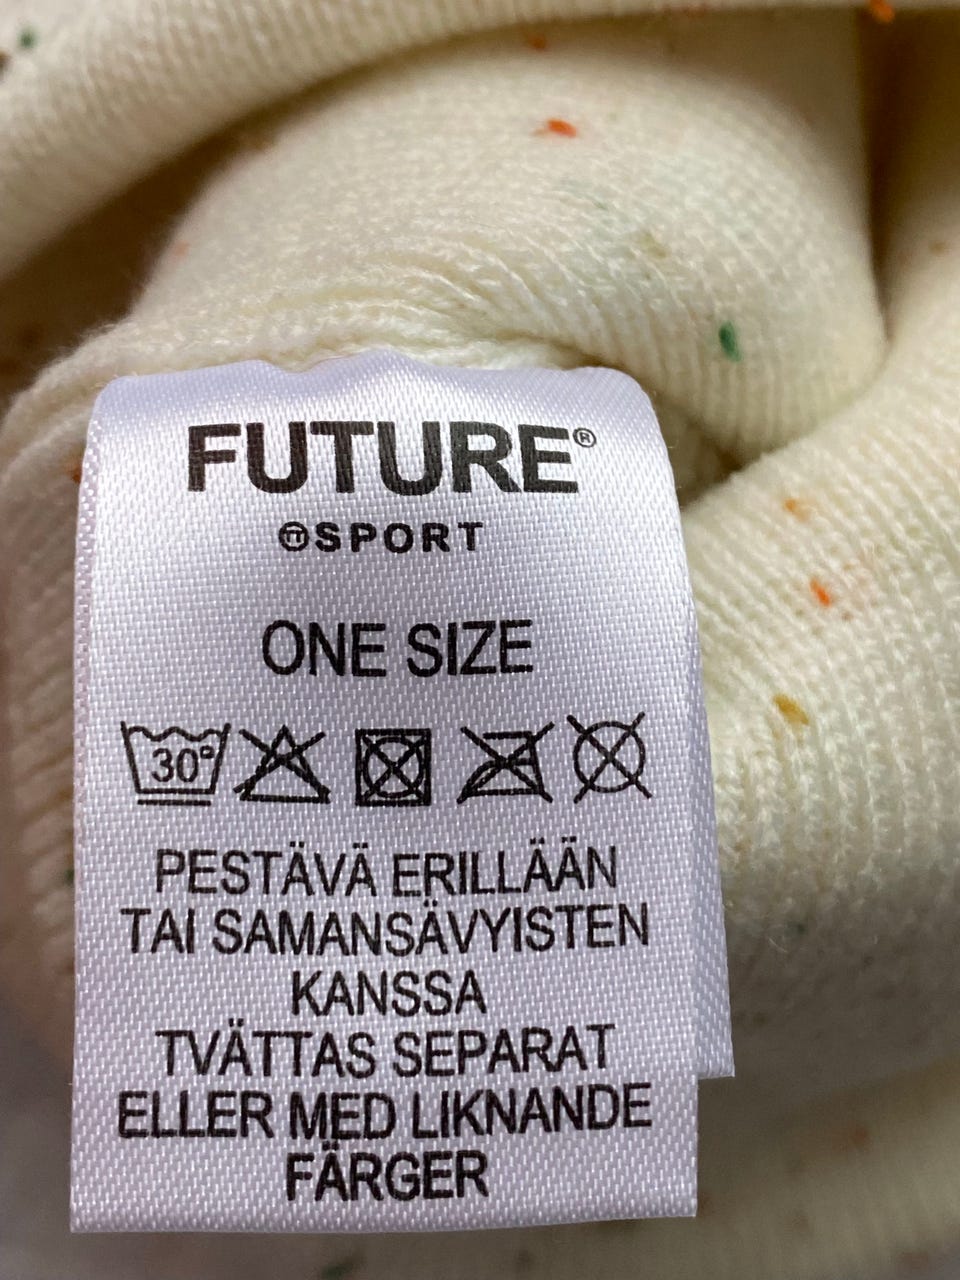 FUTURE®
SPORT
ONE SIZE
30°
PESTÄVÄ ERILLÄÄN
TAI SAMANSÄVYISTEN
KANSSA
TVÄTTAS SEPARAT
ELLER MED LIKNANDE
FÄRGER